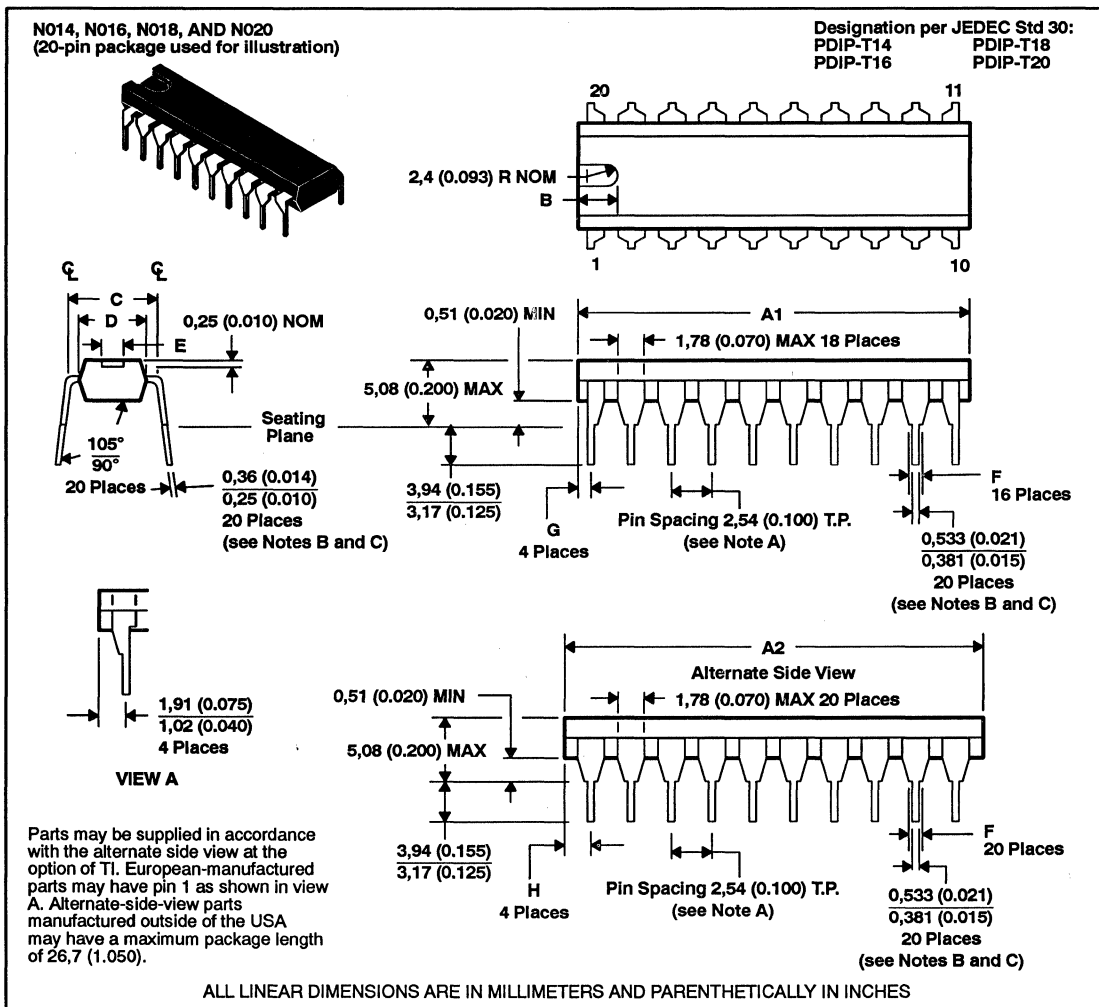 N014, N016, N018, AND N020
(20-pin package used for illustration)
Designation per JEDEC Std 30:
PDIP-T14 PDIP-T18
PDIP-T16 PDIP-T20
20 11
2,4 (0.093) R NOM
B
1 10
C
D
E
0,25 (0.010) NOM
105°
90°
20 Places
0,36 (0.014)
0,25 (0.010)
20 Places
(see Notes B and C)
Seating
Plane
A1
0,51 (0.020) MIN
1,78 (0.070) MAX 18 Places
5,08 (0.200) MAX
3,94 (0.155)
3,17 (0.125)
G
4 Places
Pin Spacing 2,54 (0.100) T.P.
(see Note A)
F
16 Places
0,533 (0.021)
0,381 (0.015)
20 Places
(see Notes B and C)
1,91 (0.075)
1,02 (0.040)
4 Places
VIEW A
A2
Alternate Side View
0,51 (0.020) MIN
1,78 (0.070) MAX 20 Places
5,08 (0.200) MAX
3,94 (0.155)
3,17 (0.125)
H
4 Places
Pin Spacing 2,54 (0.100) T.P.
(see Note A)
F
20 Places
0,533 (0.021)
0,381 (0.015)
20 Places
(see Notes B and C)
Parts may be supplied in accordance
with the alternate side view at the
option of TI. European-manufactured
parts may have pin 1 as shown in view
A. Alternate-side-view parts
manufactured outside of the USA
may have a maximum package length
of 26,7 (1.050).
ALL LINEAR DIMENSIONS ARE IN MILLIMETERS AND PARENTHETICALLY IN INCHES